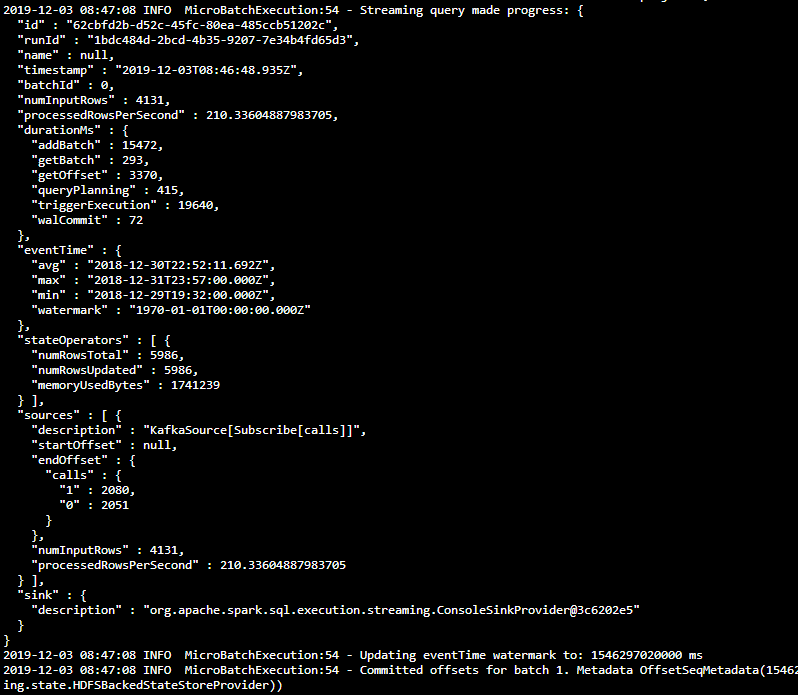 2019-12-03 08:47:08 INFO  MicroBatchExecution:54 - Streaming query made progress: {
  "id" : "62cbfd2b-d52c-45fc-80ea-485ccb51202c",
  "runId" : "1bdc484d-2bcd-4b35-9207-7e34b4fd65d3",
  "name" : null,
  "timestamp" : "2019-12-03T08:46:48.935Z",
  "batchId" : 0,
  "numInputRows" : 4131,
  "processedRowsPerSecond" : 210.33604887983705,
  "durationMs" : {
    "addBatch" : 15472,
    "getBatch" : 293,
    "getOffset" : 3370,
    "queryPlanning" : 415,
    "triggerExecution" : 19640,
    "walCommit" : 72
  },
  "eventTime" : {
    "avg" : "2018-12-30T22:52:11.692Z",
    "max" : "2018-12-31T23:57:00.000Z",
    "min" : "2018-12-29T19:32:00.000Z",
    "watermark" : "1970-01-01T00:00:00.000Z"
  },
  "stateOperators" : [ {
    "numRowsTotal" : 5986,
    "numRowsUpdated" : 5986,
    "memoryUsedBytes" : 1741239
  } ],
  "sources" : [ {
    "description" : "KafkaSource[Subscribe[calls]]",
    "startOffset" : null,
    "endOffset" : {
      "calls" : {
        "1" : 2080,
        "0" : 2051
      }
    },
    "numInputRows" : 4131,
    "processedRowsPerSecond" : 210.33604887983705
  } ],
  "sink" : {
    "description" : "org.apache.spark.sql.execution.streaming.ConsoleSinkProvider@3c6202e5"
  }
}
2019-12-03 08:47:08 INFO  MicroBatchExecution:54 - Updating eventTime watermark to: 1546297020000 ms
2019-12-03 08:47:08 INFO  MicroBatchExecution:54 - Committed offsets for batch 1. Metadata OffsetSeqMetadata(15462
ing.state.HDFSBackedStateStoreProvider))